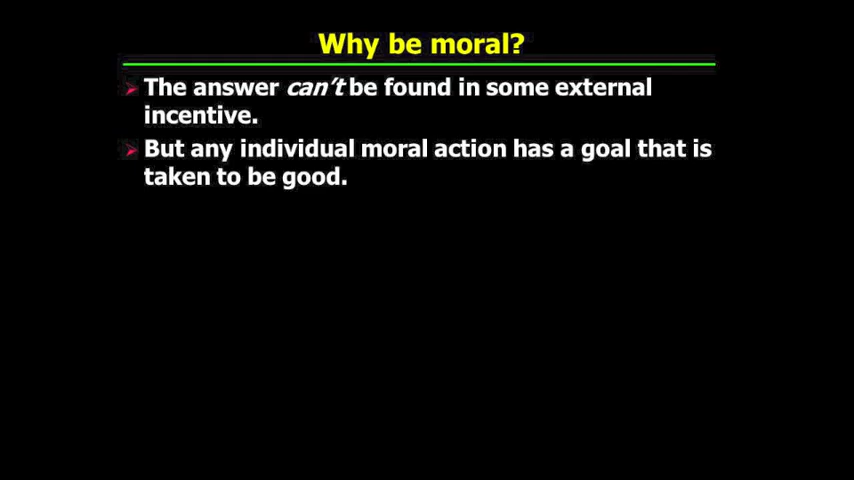 Why be moral?
The answer can't be found in some external
incentive.
But any individual moral action has a goal that is
taken to be good.